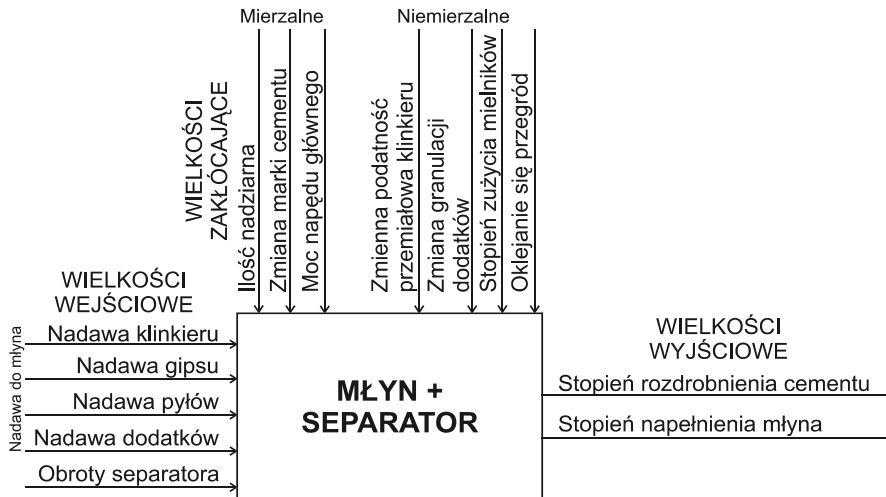 Mierzalne
Niemierzalne
WIELKOŚCI
ZAKŁÓCAJĄCE
Ilość nadziarna
Zmiana marki cementu
Moc napędu głównego
Zmienna podatność
przemiałowa klinkieru
Zmiana granulacji
dodatków
Stopień zużycia mielników
Oklejanie się przegród
WIELKOŚCI
WEJŚCIOWE
Nadawa do młyna
Nadawa klinkieru
Nadawa gipsu
Nadawa pyłów
Nadawa dodatków
Obroty separatora
MŁYN +
SEPARATOR
WIELKOŚCI
WYJŚCIOWE
Stopień rozdrobnienia cementu
Stopień napełnienia młyna